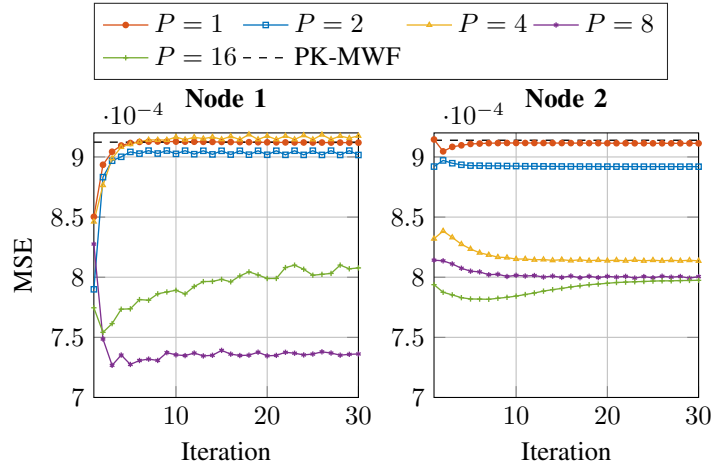 P = 1 P = 2 P = 4 P = 8
P = 16 PK-MWF
Node 1 Node 2
·10⁻⁴ ·10⁻⁴
9 9
8.5 8.5
8 8
7.5 7.5
7 7
10 20 30 10 20 30
MSE
Iteration Iteration